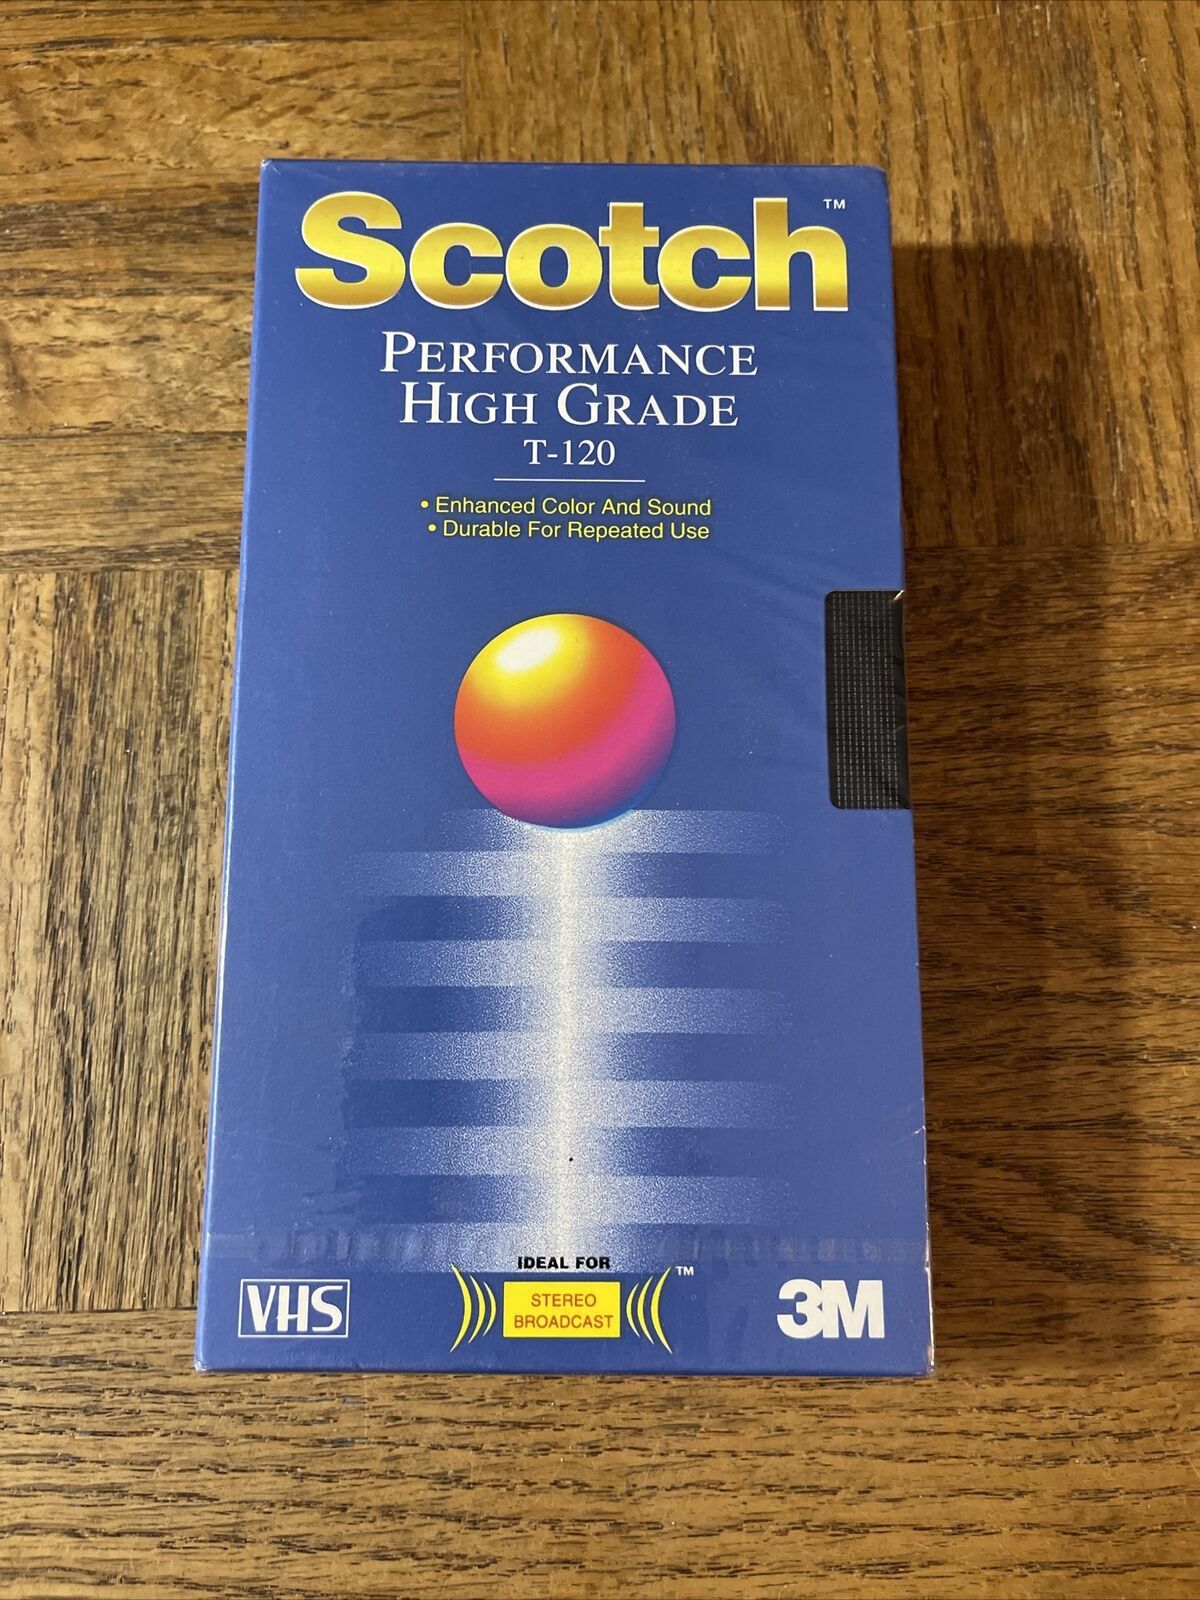 Scotch™
PERFORMANCE
HIGH GRADE
T-120
• Enhanced Color And Sound
• Durable For Repeated Use
IDEAL FOR
STEREO
BROADCAST
™
VHS
3M